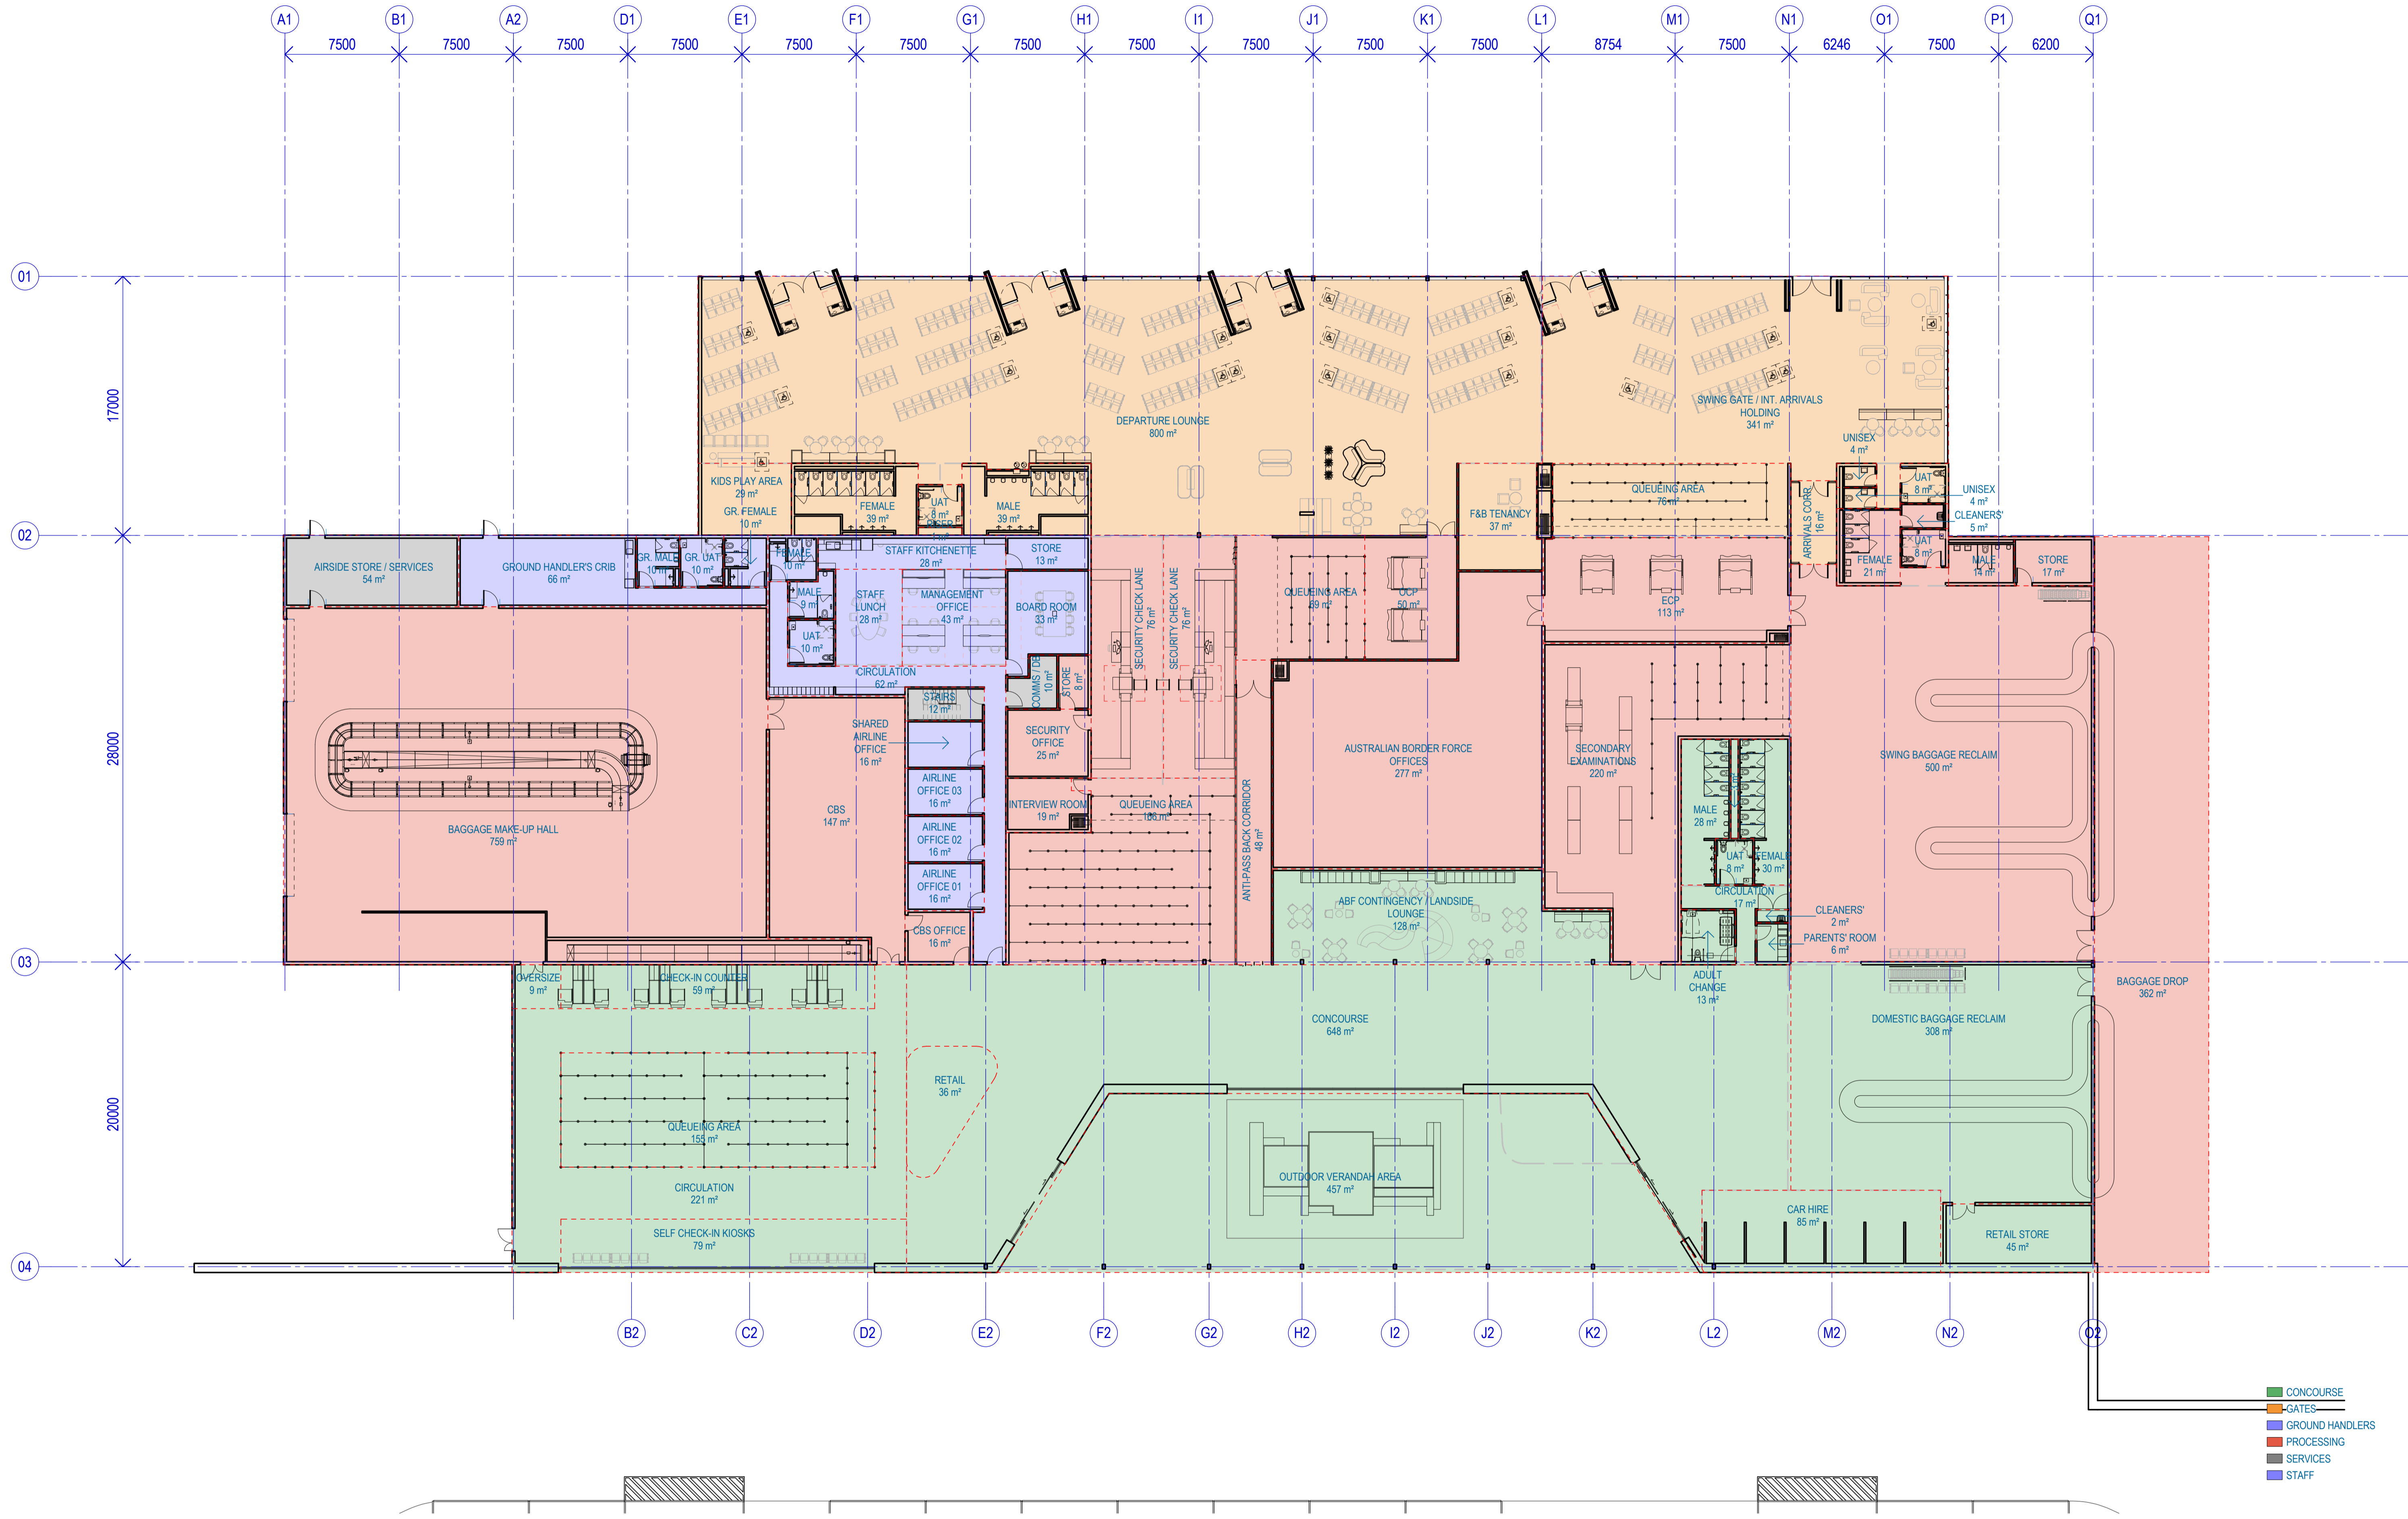 A1 B1 A2 D1 E1 F1 G1 H1 I1 J1 K1 L1 M1 N1 O1 P1 Q1
7500 7500 7500 7500 7500 7500 7500 7500 7500 7500 7500 8754 7500 6246 7500 6200
01
17000
DEPARTURE LOUNGE
800 m²
SWING GATE / INT. ARRIVALS
HOLDING
341 m²
UNISEX
4 m²
KIDS PLAY AREA
29 m²
GR. FEMALE
10 m²
FEMALE
39 m²
UAT
8 m²
RISER
MALE
39 m²
F&B TENANCY
37 m²
QUEUEING AREA
76 m²
ARRIVALS CORR.
16 m²
UAT
8 m²
UNISEX
4 m²
CLEANERS'
5 m²
02
AIRSIDE STORE / SERVICES
54 m²
GROUND HANDLER'S CRIB
66 m²
GR. MALE
10 m²
GR. UAT
10 m²
FEMALE
10 m²
STAFF KITCHENETTE
28 m²
STORE
13 m²
MALE
9 m²
STAFF
LUNCH
28 m²
MANAGEMENT
OFFICE
43 m²
BOARD ROOM
33 m²
UAT
10 m²
CIRCULATION
62 m²
SECURITY CHECK LANE
76 m²
SECURITY CHECK LANE
76 m²
QUEUEING AREA
69 m²
OCP
50 m²
ECP
113 m²
FEMALE
21 m²
UAT
8 m²
MALE
14 m²
STORE
17 m²
28000
COMMS / DE
10 m²
STORE
8 m²
STAIRS
12 m²
SHARED
AIRLINE
OFFICE
16 m²
SECURITY
OFFICE
25 m²
AIRLINE
OFFICE 03
16 m²
AIRLINE
OFFICE 02
16 m²
AIRLINE
OFFICE 01
16 m²
INTERVIEW ROOM
19 m²
QUEUEING AREA
BAGGAGE MAKE-UP HALL
759 m²
CBS
147 m²
CBS OFFICE
16 m²
ANTI-PASS BACK CORRIDOR
48 m²
AUSTRALIAN BORDER FORCE
OFFICES
277 m²
SECONDARY
EXAMINATIONS
220 m²
MALE
28 m²
UAT
8 m²
FEMALE
30 m²
CIRCULATION
17 m²
SWING BAGGAGE RECLAIM
500 m²
ABF CONTINGENCY / LANDSIDE
LOUNGE
128 m²
CLEANERS'
2 m²
PARENTS' ROOM
6 m²
ADULT
CHANGE
13 m²
03
OVERSIZE
9 m²
CHECK-IN COUNTER
59 m²
BAGGAGE DROP
362 m²
CONCOURSE
648 m²
DOMESTIC BAGGAGE RECLAIM
308 m²
20000
RETAIL
36 m²
QUEUEING AREA
155 m²
CIRCULATION
221 m²
OUTDOOR VERANDAH AREA
457 m²
SELF CHECK-IN KIOSKS
79 m²
CAR HIRE
85 m²
RETAIL STORE
45 m²
04
B2 C2 D2 E2 F2 G2 H2 I2 J2 K2 L2 M2 N2 O2
CONCOURSE
GATES
GROUND HANDLERS
PROCESSING
SERVICES
STAFF